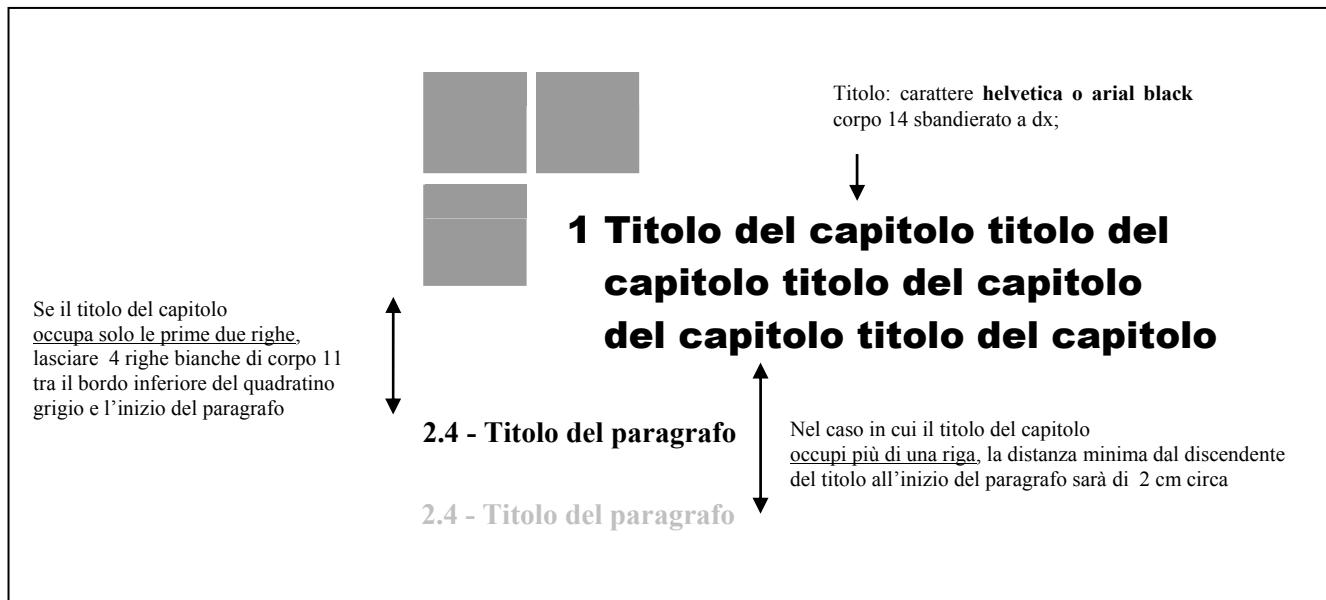 Titolo: carattere helvetica o arial black
corpo 14 sbandierato a dx;
1 Titolo del capitolo titolo del
capitolo titolo del capitolo
del capitolo titolo del capitolo
Se il titolo del capitolo
occupa solo le prime due righe,
lasciare 4 righe bianche di corpo 11
tra il bordo inferiore del quadratino
grigio e l’inizio del paragrafo
2.4 - Titolo del paragrafo
Nel caso in cui il titolo del capitolo
occupi più di una riga, la distanza minima dal discendente
del titolo all’inizio del paragrafo sarà di 2 cm circa
2.4 - Titolo del paragrafo